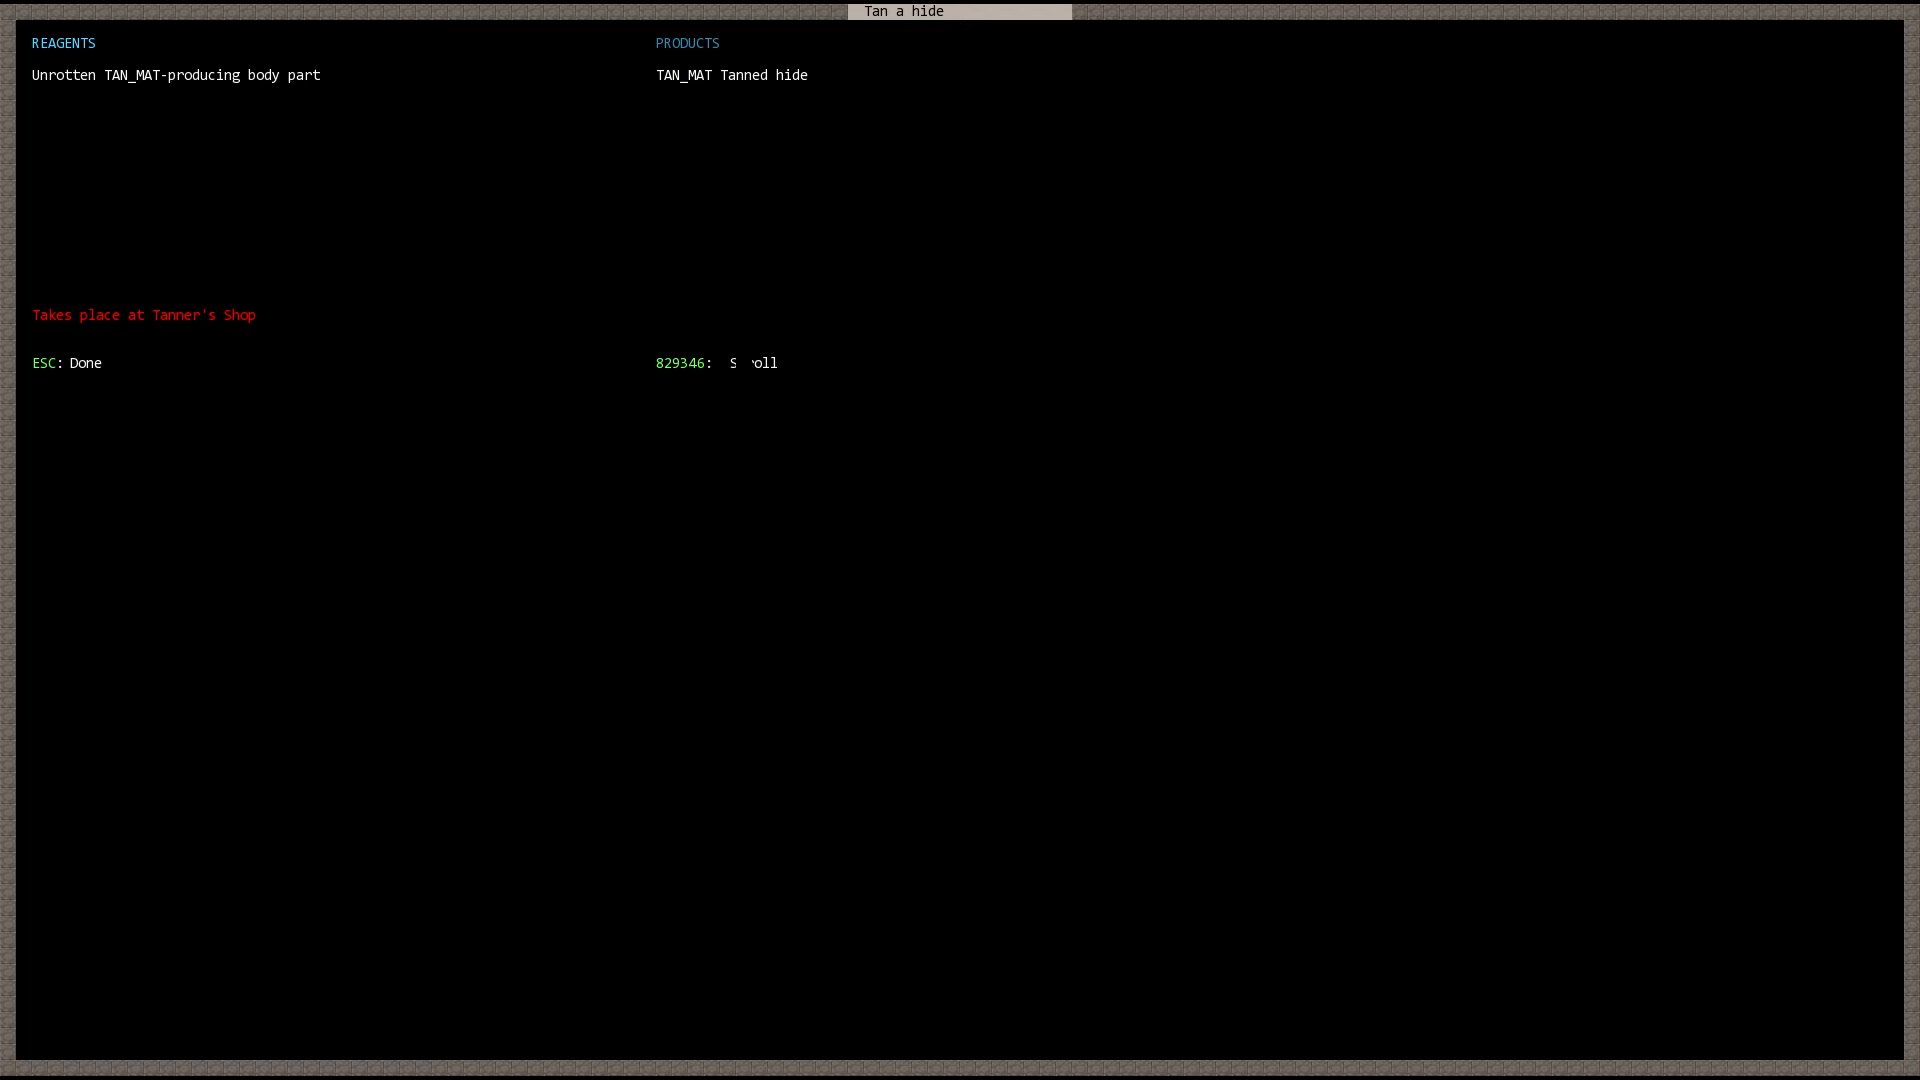 Tan a hide
REAGENTS PRODUCTS
Unrotten TAN_MAT-producing body part TAN_MAT Tanned hide
Takes place at Tanner's Shop
ESC: Done 829346: